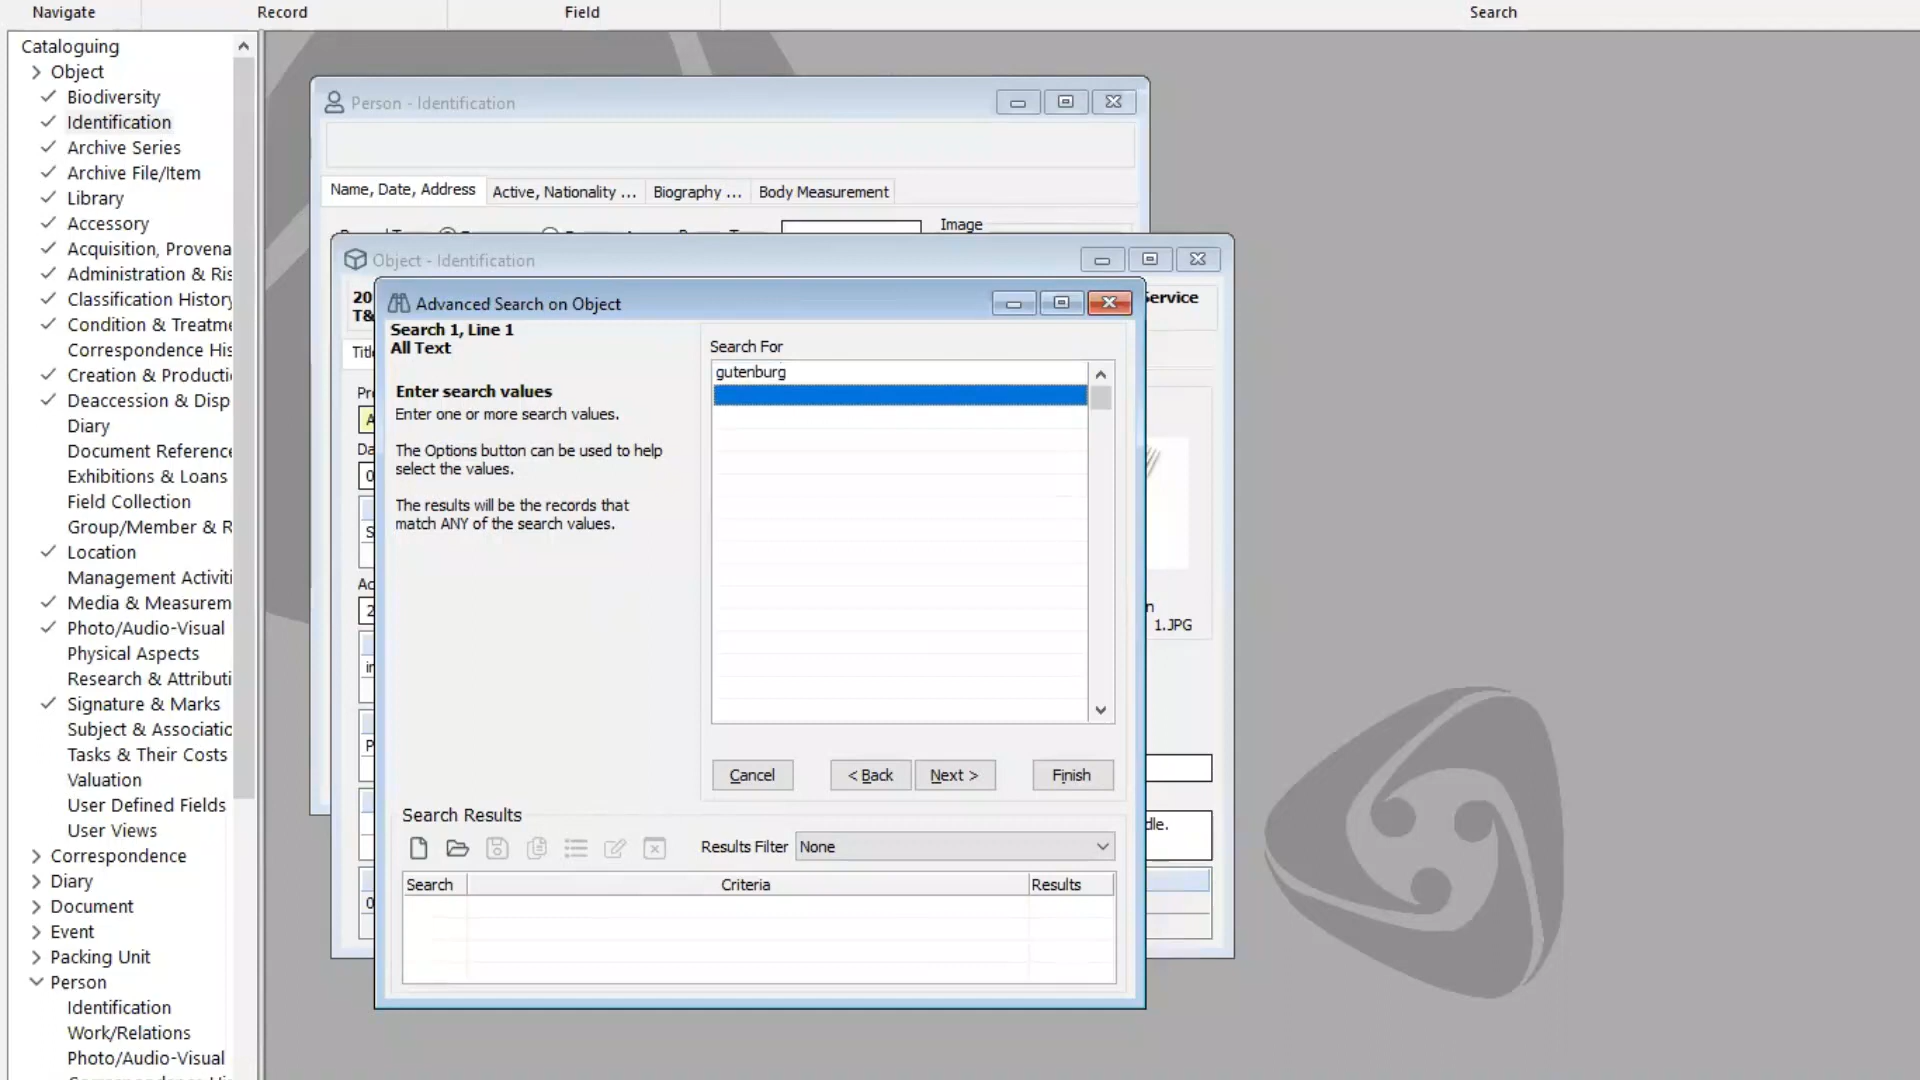 Navigate
Record
Field
Search
Cataloguing
Object
Biodiversity
Identification
Archive Series
Archive File/Item
Library
Accessory
Acquisition, Provena
Administration & Ris
Classification History
Condition & Treatme
Correspondence His
Creation & Producti
Deaccession & Disp
Diary
Document Reference
Exhibitions & Loans
Field Collection
Group/Member & R
Location
Management Activiti
Media & Measurem
Photo/Audio-Visual
Physical Aspects
Research & Attributi
Signature & Marks
Subject & Associatio
Tasks & Their Costs
Valuation
User Defined Fields
User Views
Correspondence
Diary
Document
Event
Packing Unit
Person
Identification
Work/Relations
Photo/Audio-Visual
Person - Identification
Name, Date, Address
Active, Nationality ...
Biography ...
Body Measurement
Image
Object - Identification
20
T&
Service
1.JPG
dle.
Advanced Search on Object
Search 1, Line 1
All Text
Enter search values
Enter one or more search values.
The Options button can be used to help
select the values.
The results will be the records that
match ANY of the search values.
Search For
gutenburg
Cancel
< Back
Next >
Finish
Search Results
Results Filter
None
Search
Criteria
Results